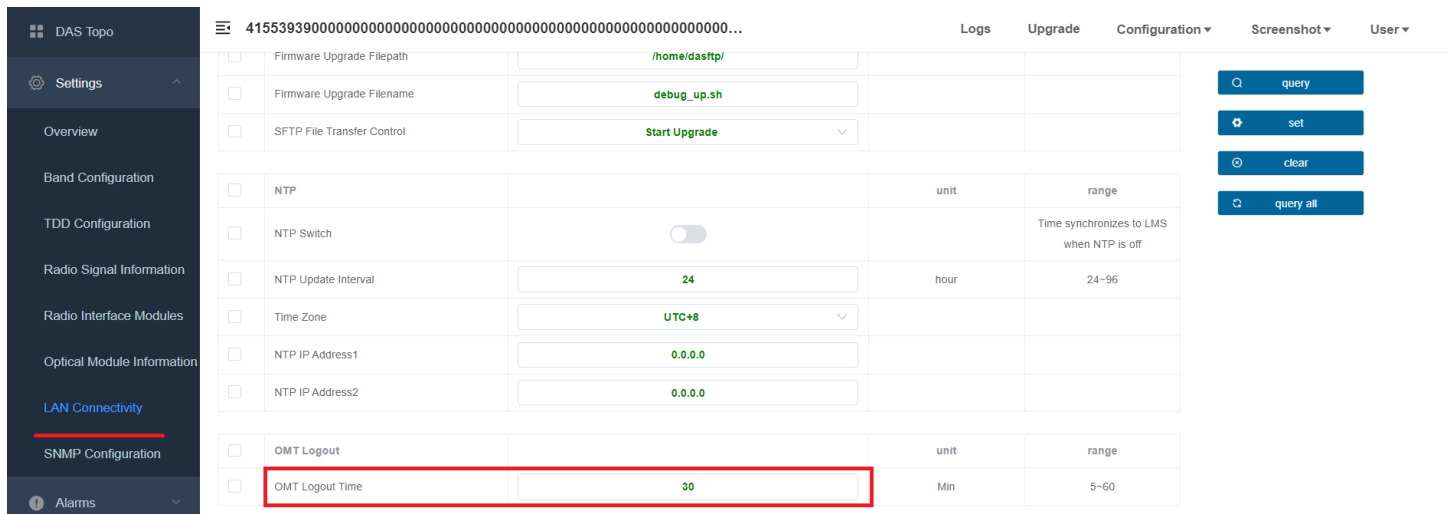 DAS Topo
Settings
Overview
Band Configuration
TDD Configuration
Radio Signal Information
Radio Interface Modules
Optical Module Information
LAN Connectivity
SNMP Configuration
Alarms
41553939000000000000000000000000000000000000000000000000000000...
Logs Upgrade Configuration Screenshot User
Firmware Upgrade Filepath /home/dasftp/
Firmware Upgrade Filename debug_up.sh
SFTP File Transfer Control Start Upgrade
NTP unit range
NTP Switch Time synchronizes to LMS
when NTP is off
NTP Update Interval 24 hour 24~96
Time Zone UTC+8
NTP IP Address1 0.0.0.0
NTP IP Address2 0.0.0.0
OMT Logout unit range
OMT Logout Time 30 Min 5~60
query
set
clear
query all